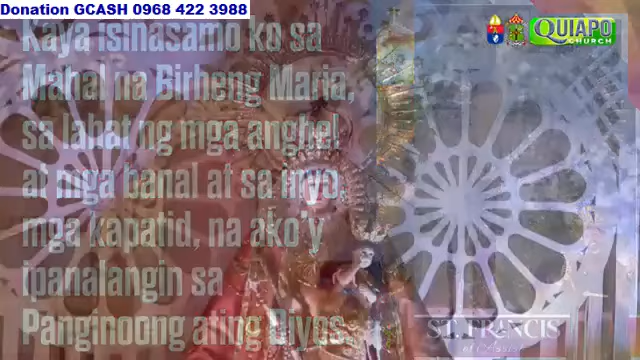 Donation GCASH 0968 422 3988
QUIAPO
CHURCH
Kaya isinasamo ko sa
Mahal na Birheng Maria,
sa lahat ng mga anghel
at mga banal at sa inyo,
mga kapatid, na ako'y
ipanalangin sa
Panginoong ating Diyos.
ST. FRANCIS